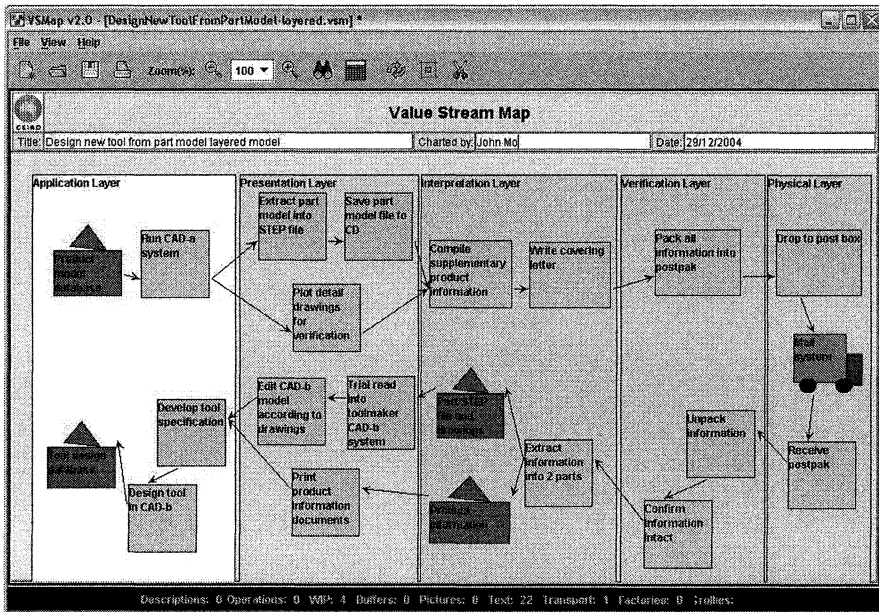 VSMap v2.0 - [DesignNewToolFromPartModel-layered.vsm] *
File View Help
Zoom(%): 100
CEISD
Value Stream Map
Title: Design new tool from part model layered model
Charted by: John Mo
Date: 29/12/2004
Application Layer
Presentation Layer
Interpretation Layer
Verification Layer
Physical Layer
Product
model
database
Run CAD-a
system
Extract part
model into
STEP file
Save part
model file to
CD
Plot detail
drawings
for
verification
Compile
supplementary
product
information
Write covering
letter
Pack all
information into
postpak
Drop to post box
Mail
system
Receive
postpak
Unpack
information
Confirm
information
intact
Extract
information
into 2 parts
Part STEP
file and
drawings
Product
information
Trial read
into
toolmaker
CAD-b
system
Edit CAD-b
model
according to
drawings
Print
product
information
documents
Develop tool
specification
Design tool
in CAD-b
Tool design
database
Descriptions: 0 Operations: 0 WIP: 4 Buffers: 0 Pictures: 0 Text: 22 Transport: 1 Factories: 0 Trollies: